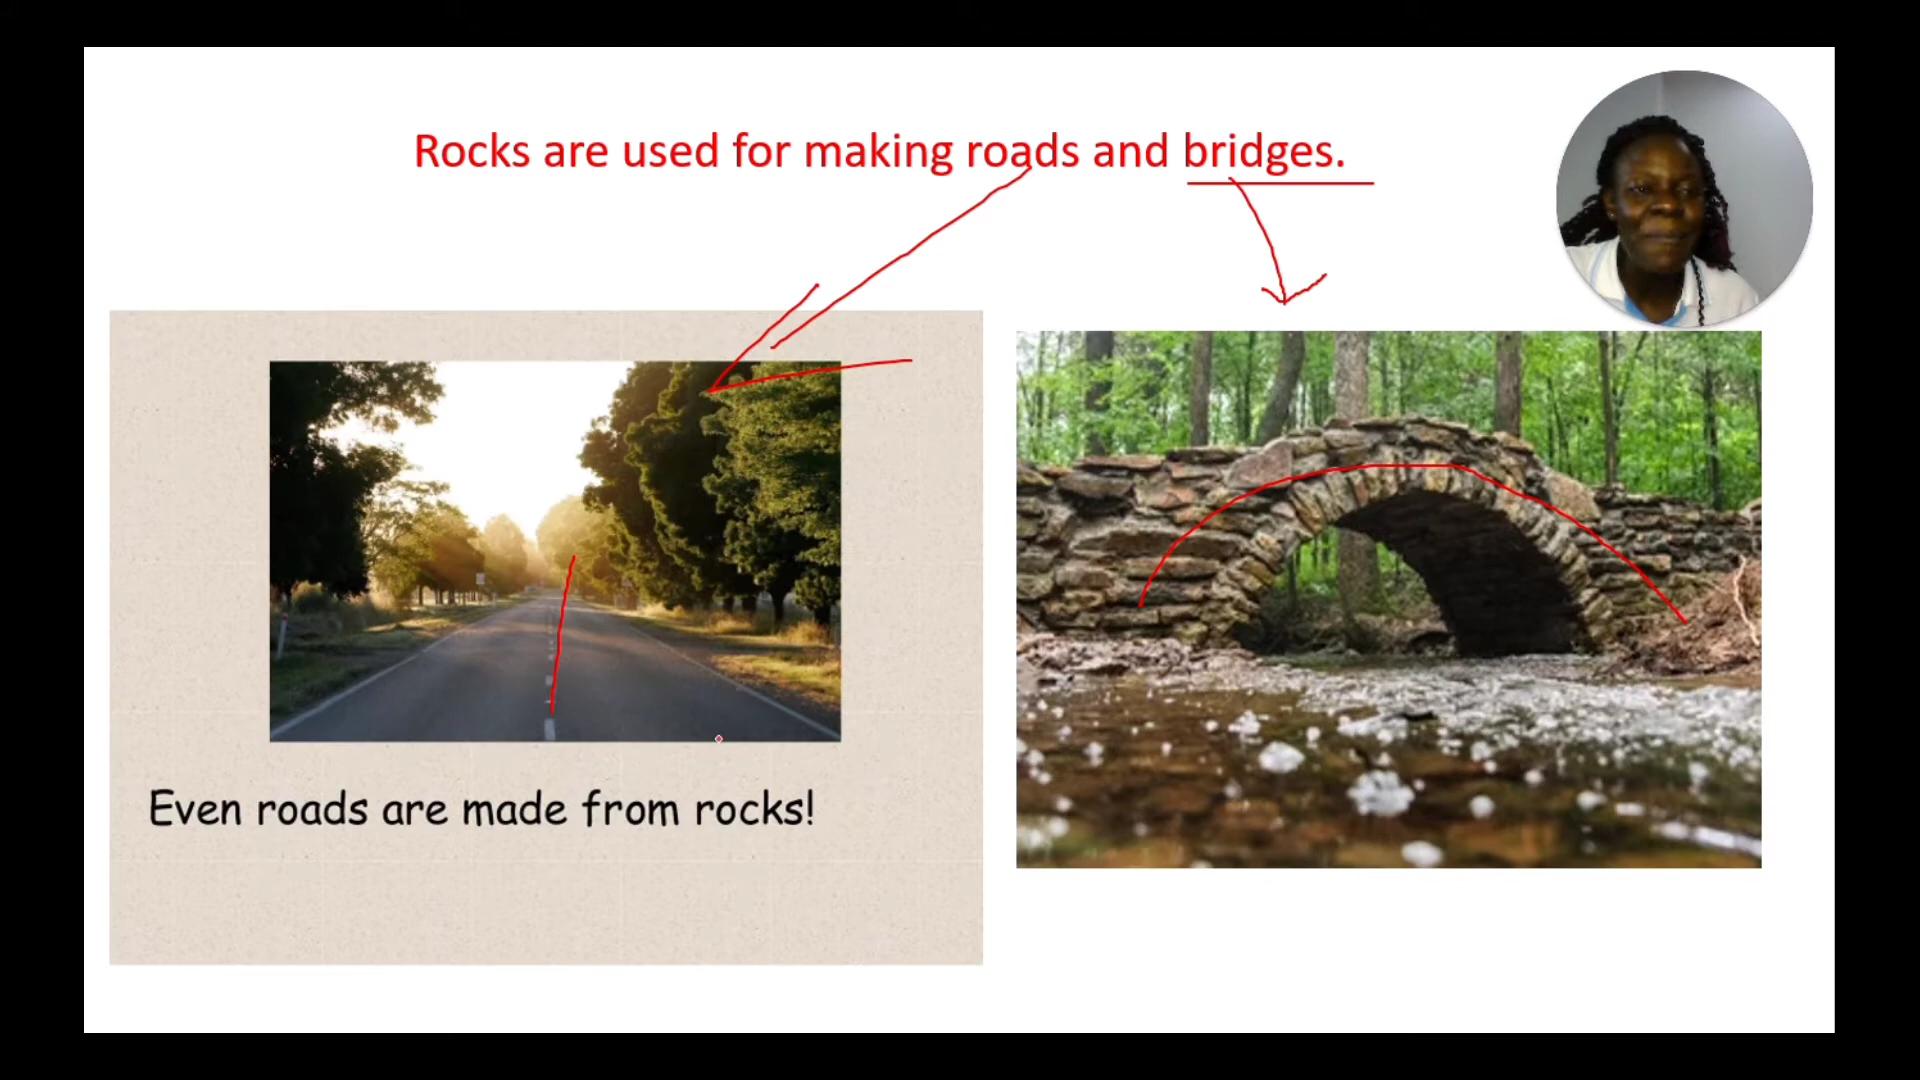 Rocks are used for making roads and bridges.
Even roads are made from rocks!